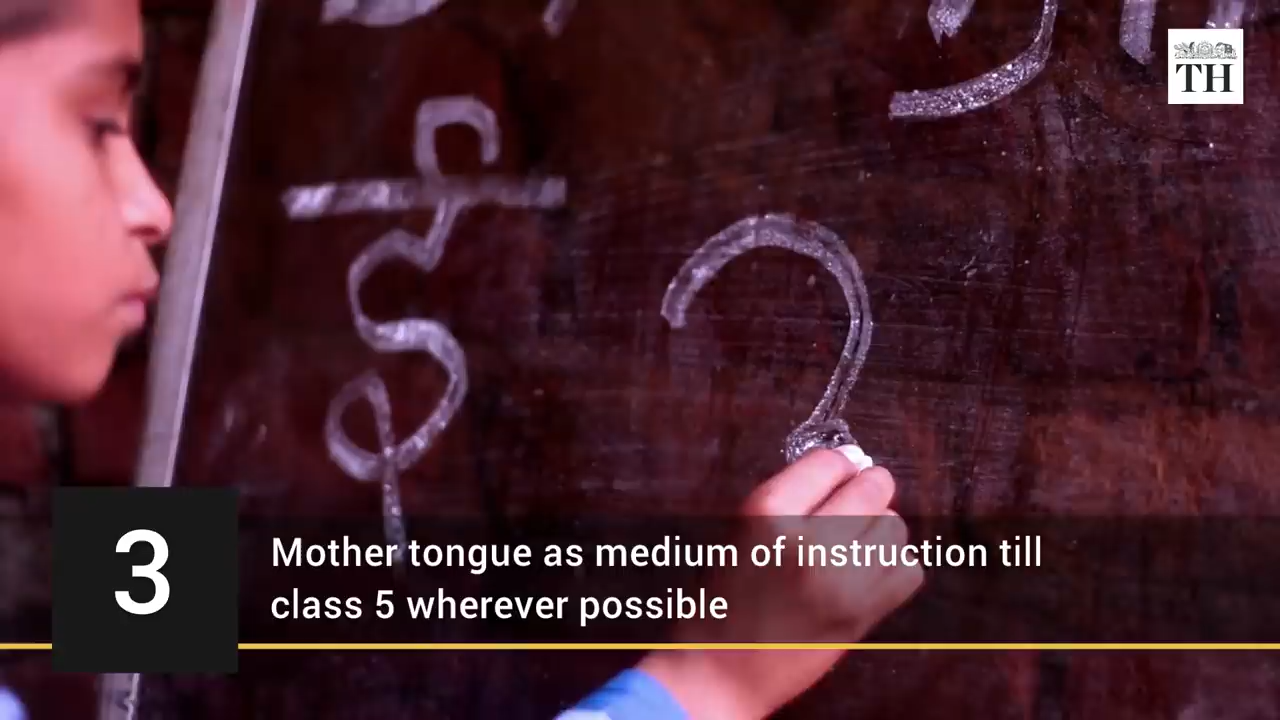 TH
ई
3
Mother tongue as medium of instruction till
class 5 wherever possible